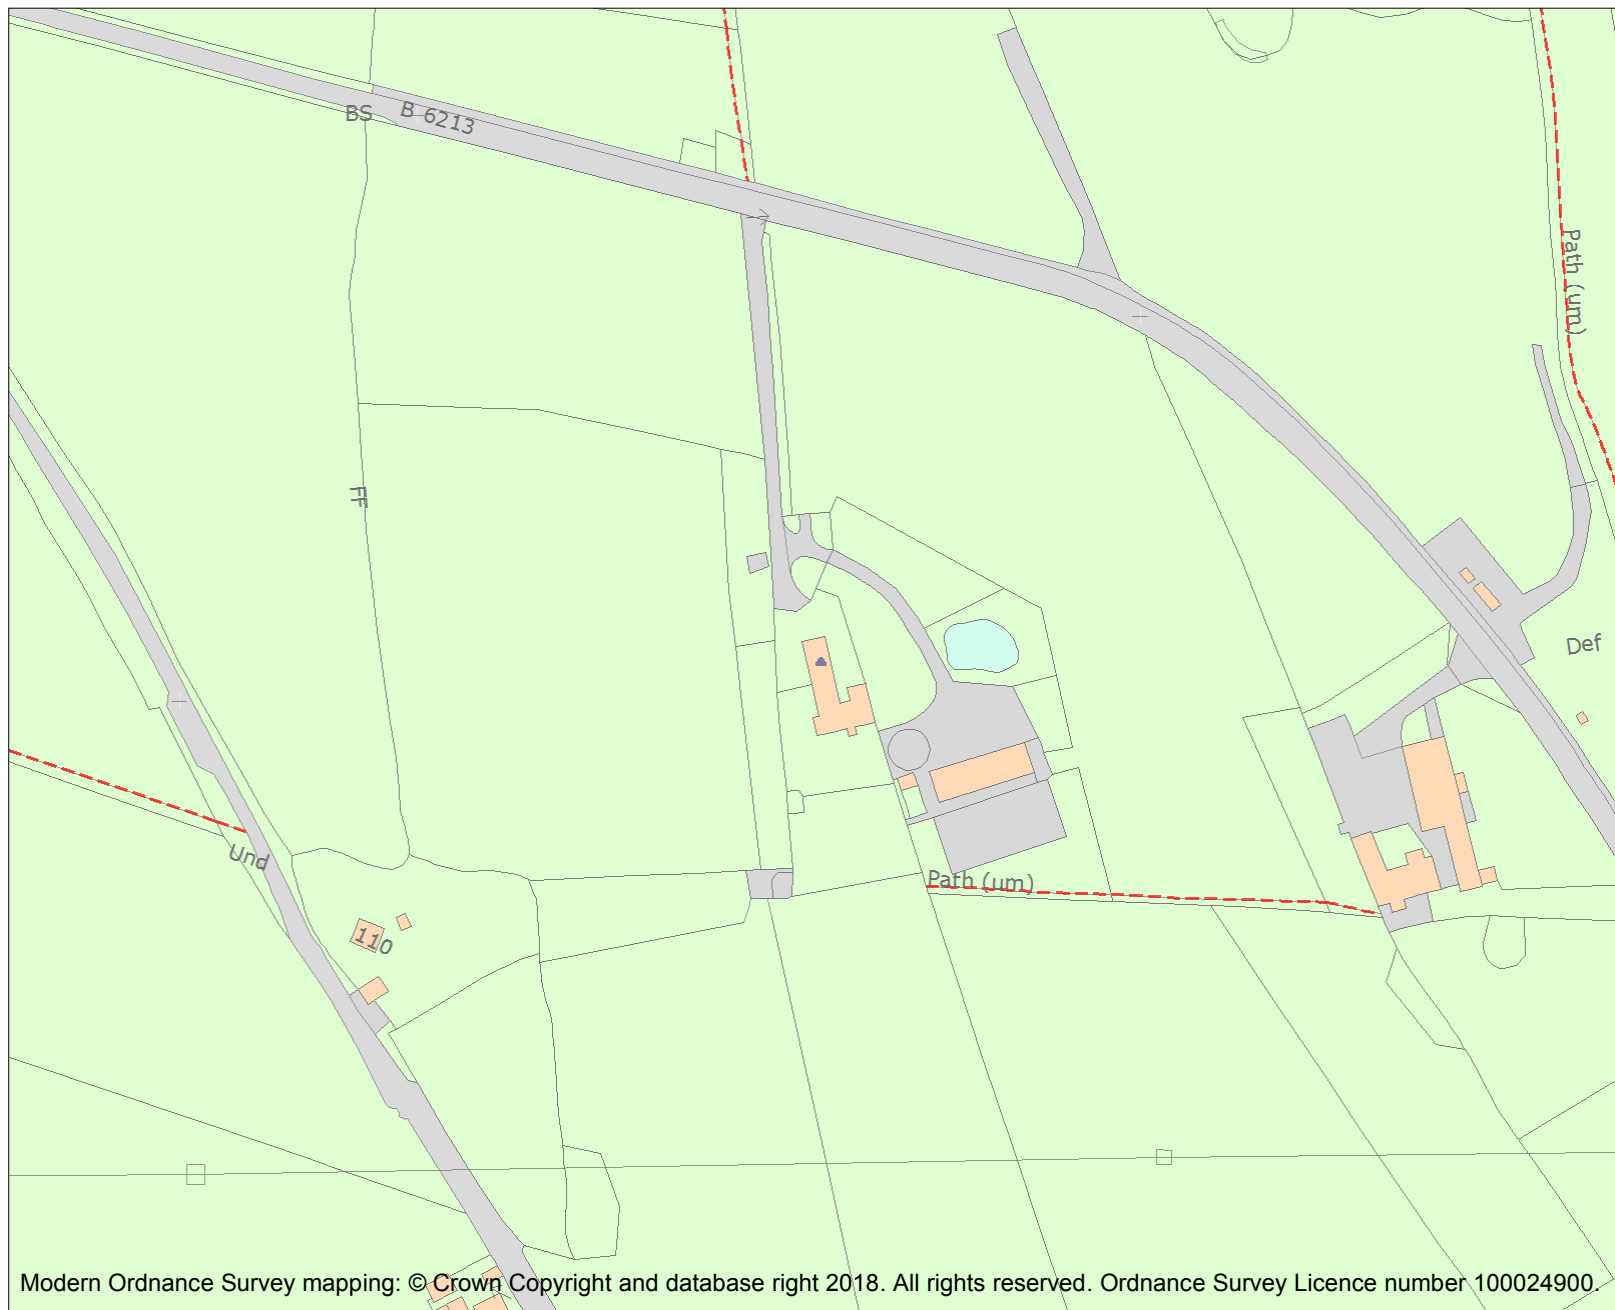 BS
B 6213
Path (um)
FF
Def
Und
Path (um)
110
Modern Ordnance Survey mapping: © Crown Copyright and database right 2018. All rights reserved. Ordnance Survey Licence number 100024900.